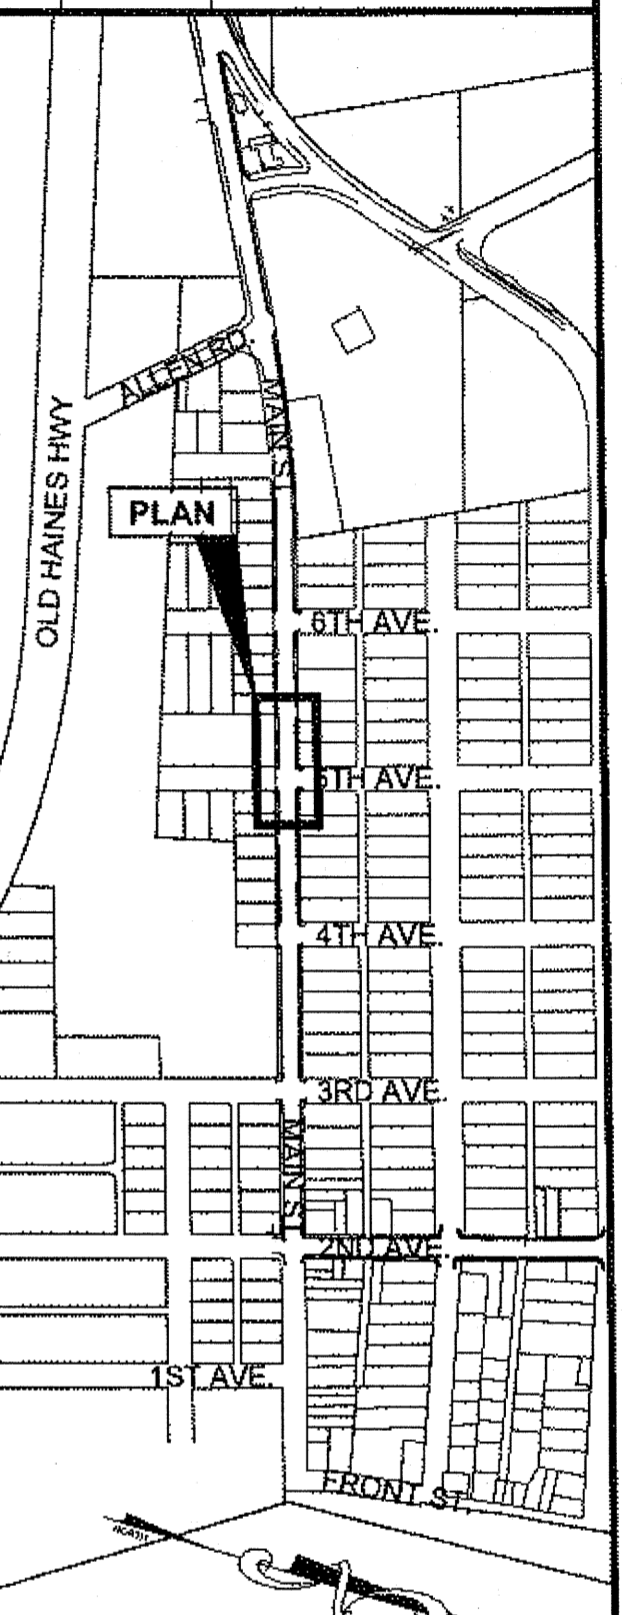 ALLEN RD.
MAIN ST
OLD HAINES HWY
PLAN
6TH AVE.
5TH AVE.
4TH AVE.
3RD AVE.
MAIN ST
2ND AVE.
1ST AVE.
FRONT ST.
NORTH